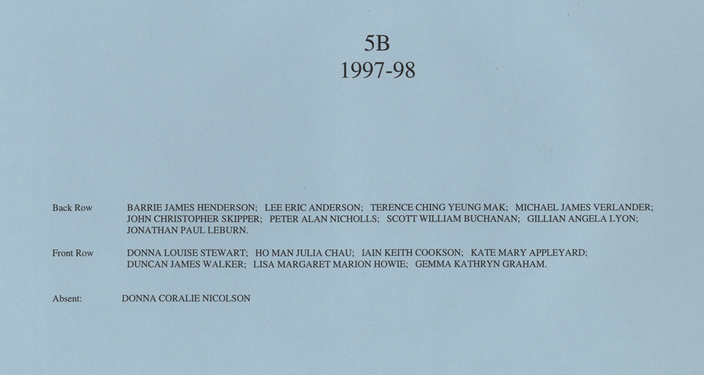 5B
1997-98
Back Row BARRIE JAMES HENDERSON; LEE ERIC ANDERSON; TERENCE CHING YEUNG MAK; MICHAEL JAMES VERLANDER;
JOHN CHRISTOPHER SKIPPER; PETER ALAN NICHOLLS; SCOTT WILLIAM BUCHANAN; GILLIAN ANGELA LYON;
JONATHAN PAUL LEBURN.
Front Row DONNA LOUISE STEWART; HO MAN JULIA CHAU; IAIN KEITH COOKSON; KATE MARY APPLEYARD;
DUNCAN JAMES WALKER; LISA MARGARET MARION HOWIE; GEMMA KATHRYN GRAHAM.
Absent: DONNA CORALIE NICOLSON